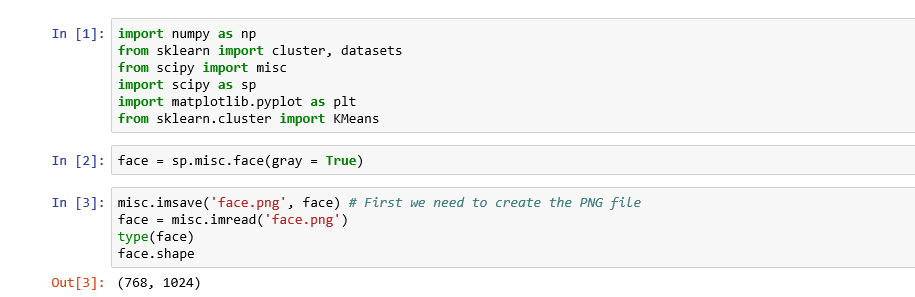 In [1]: import numpy as np
from sklearn import cluster, datasets
from scipy import misc
import scipy as sp
import matplotlib.pyplot as plt
from sklearn.cluster import KMeans
In [2]: face = sp.misc.face(gray = True)
In [3]: misc.imsave('face.png', face) # First we need to create the PNG file
face = misc.imread('face.png')
type(face)
face.shape
Out[3]: (768, 1024)